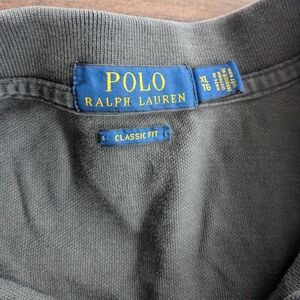 POLO
RALPH LAUREN
XL
TG
CLASSIC FIT